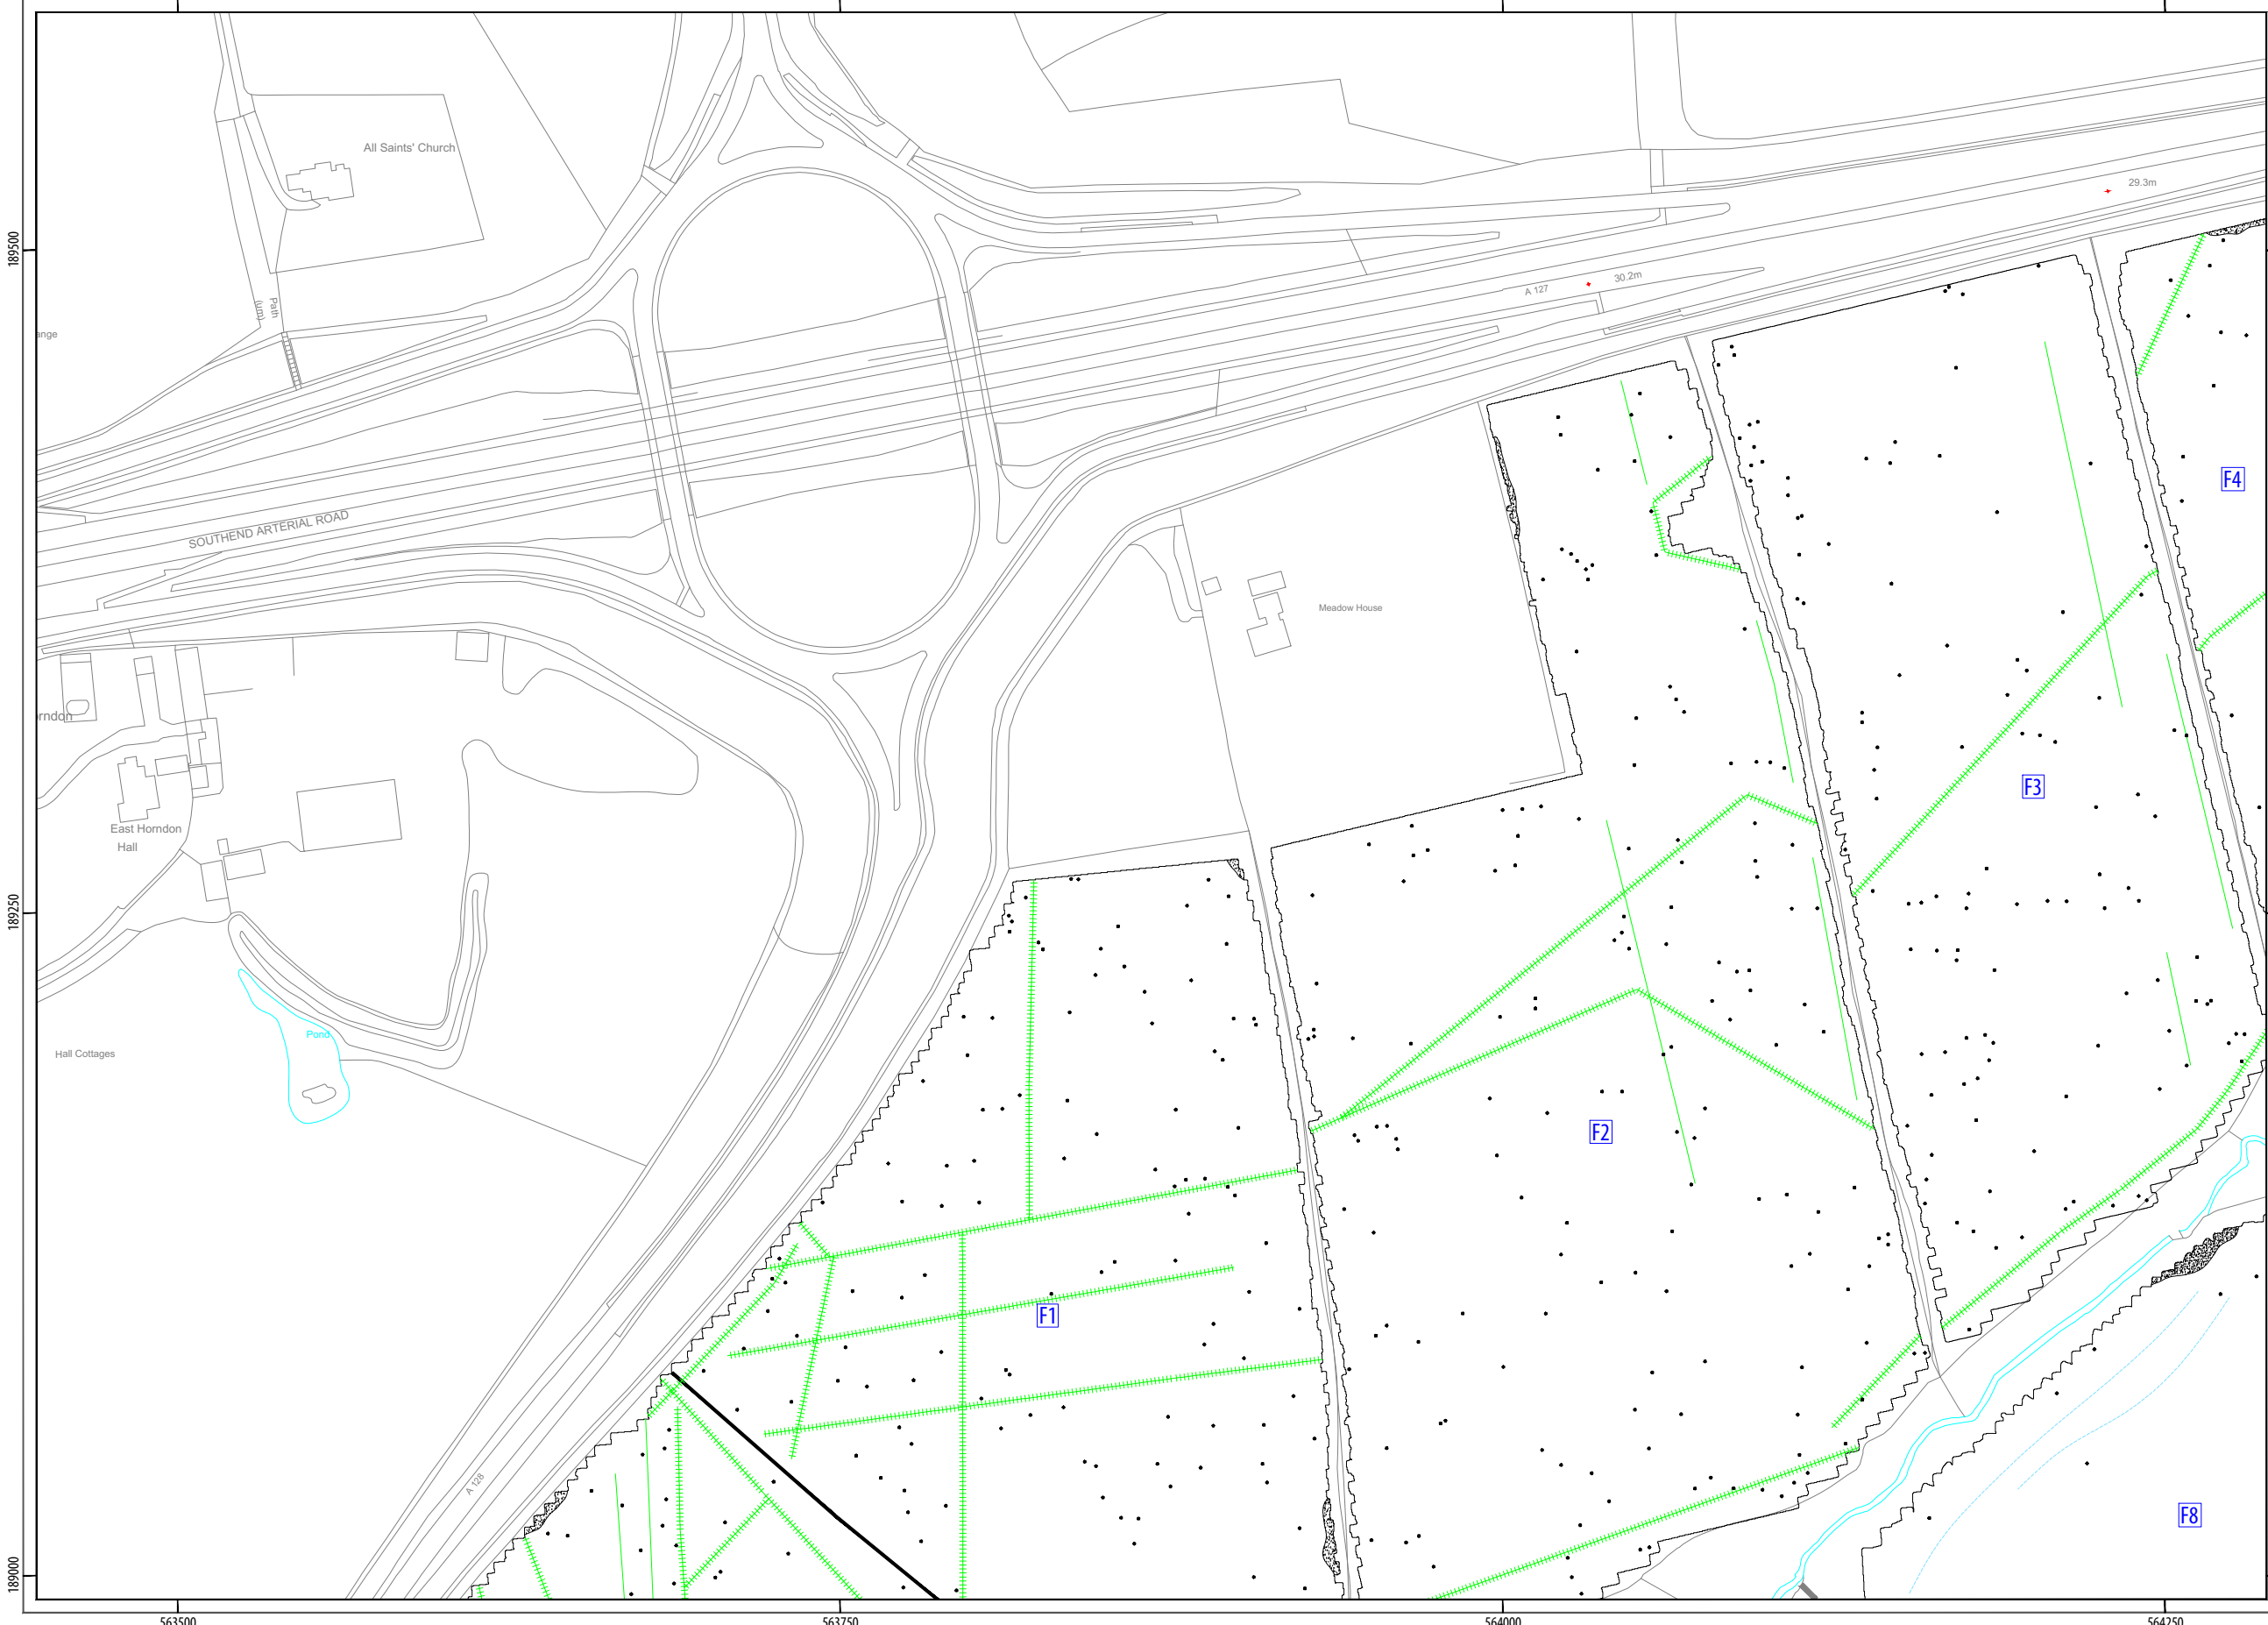 All Saints' Church
29.3m
189500
30.2m
A 127
Path
(um)
ange
F4
SOUTHEND ARTERIAL ROAD
Meadow House
orndon
F3
East Horndon
Hall
189250
Pond
Hall Cottages
F2
F1
A 128
F8
189000
563500
563750
564000
564250